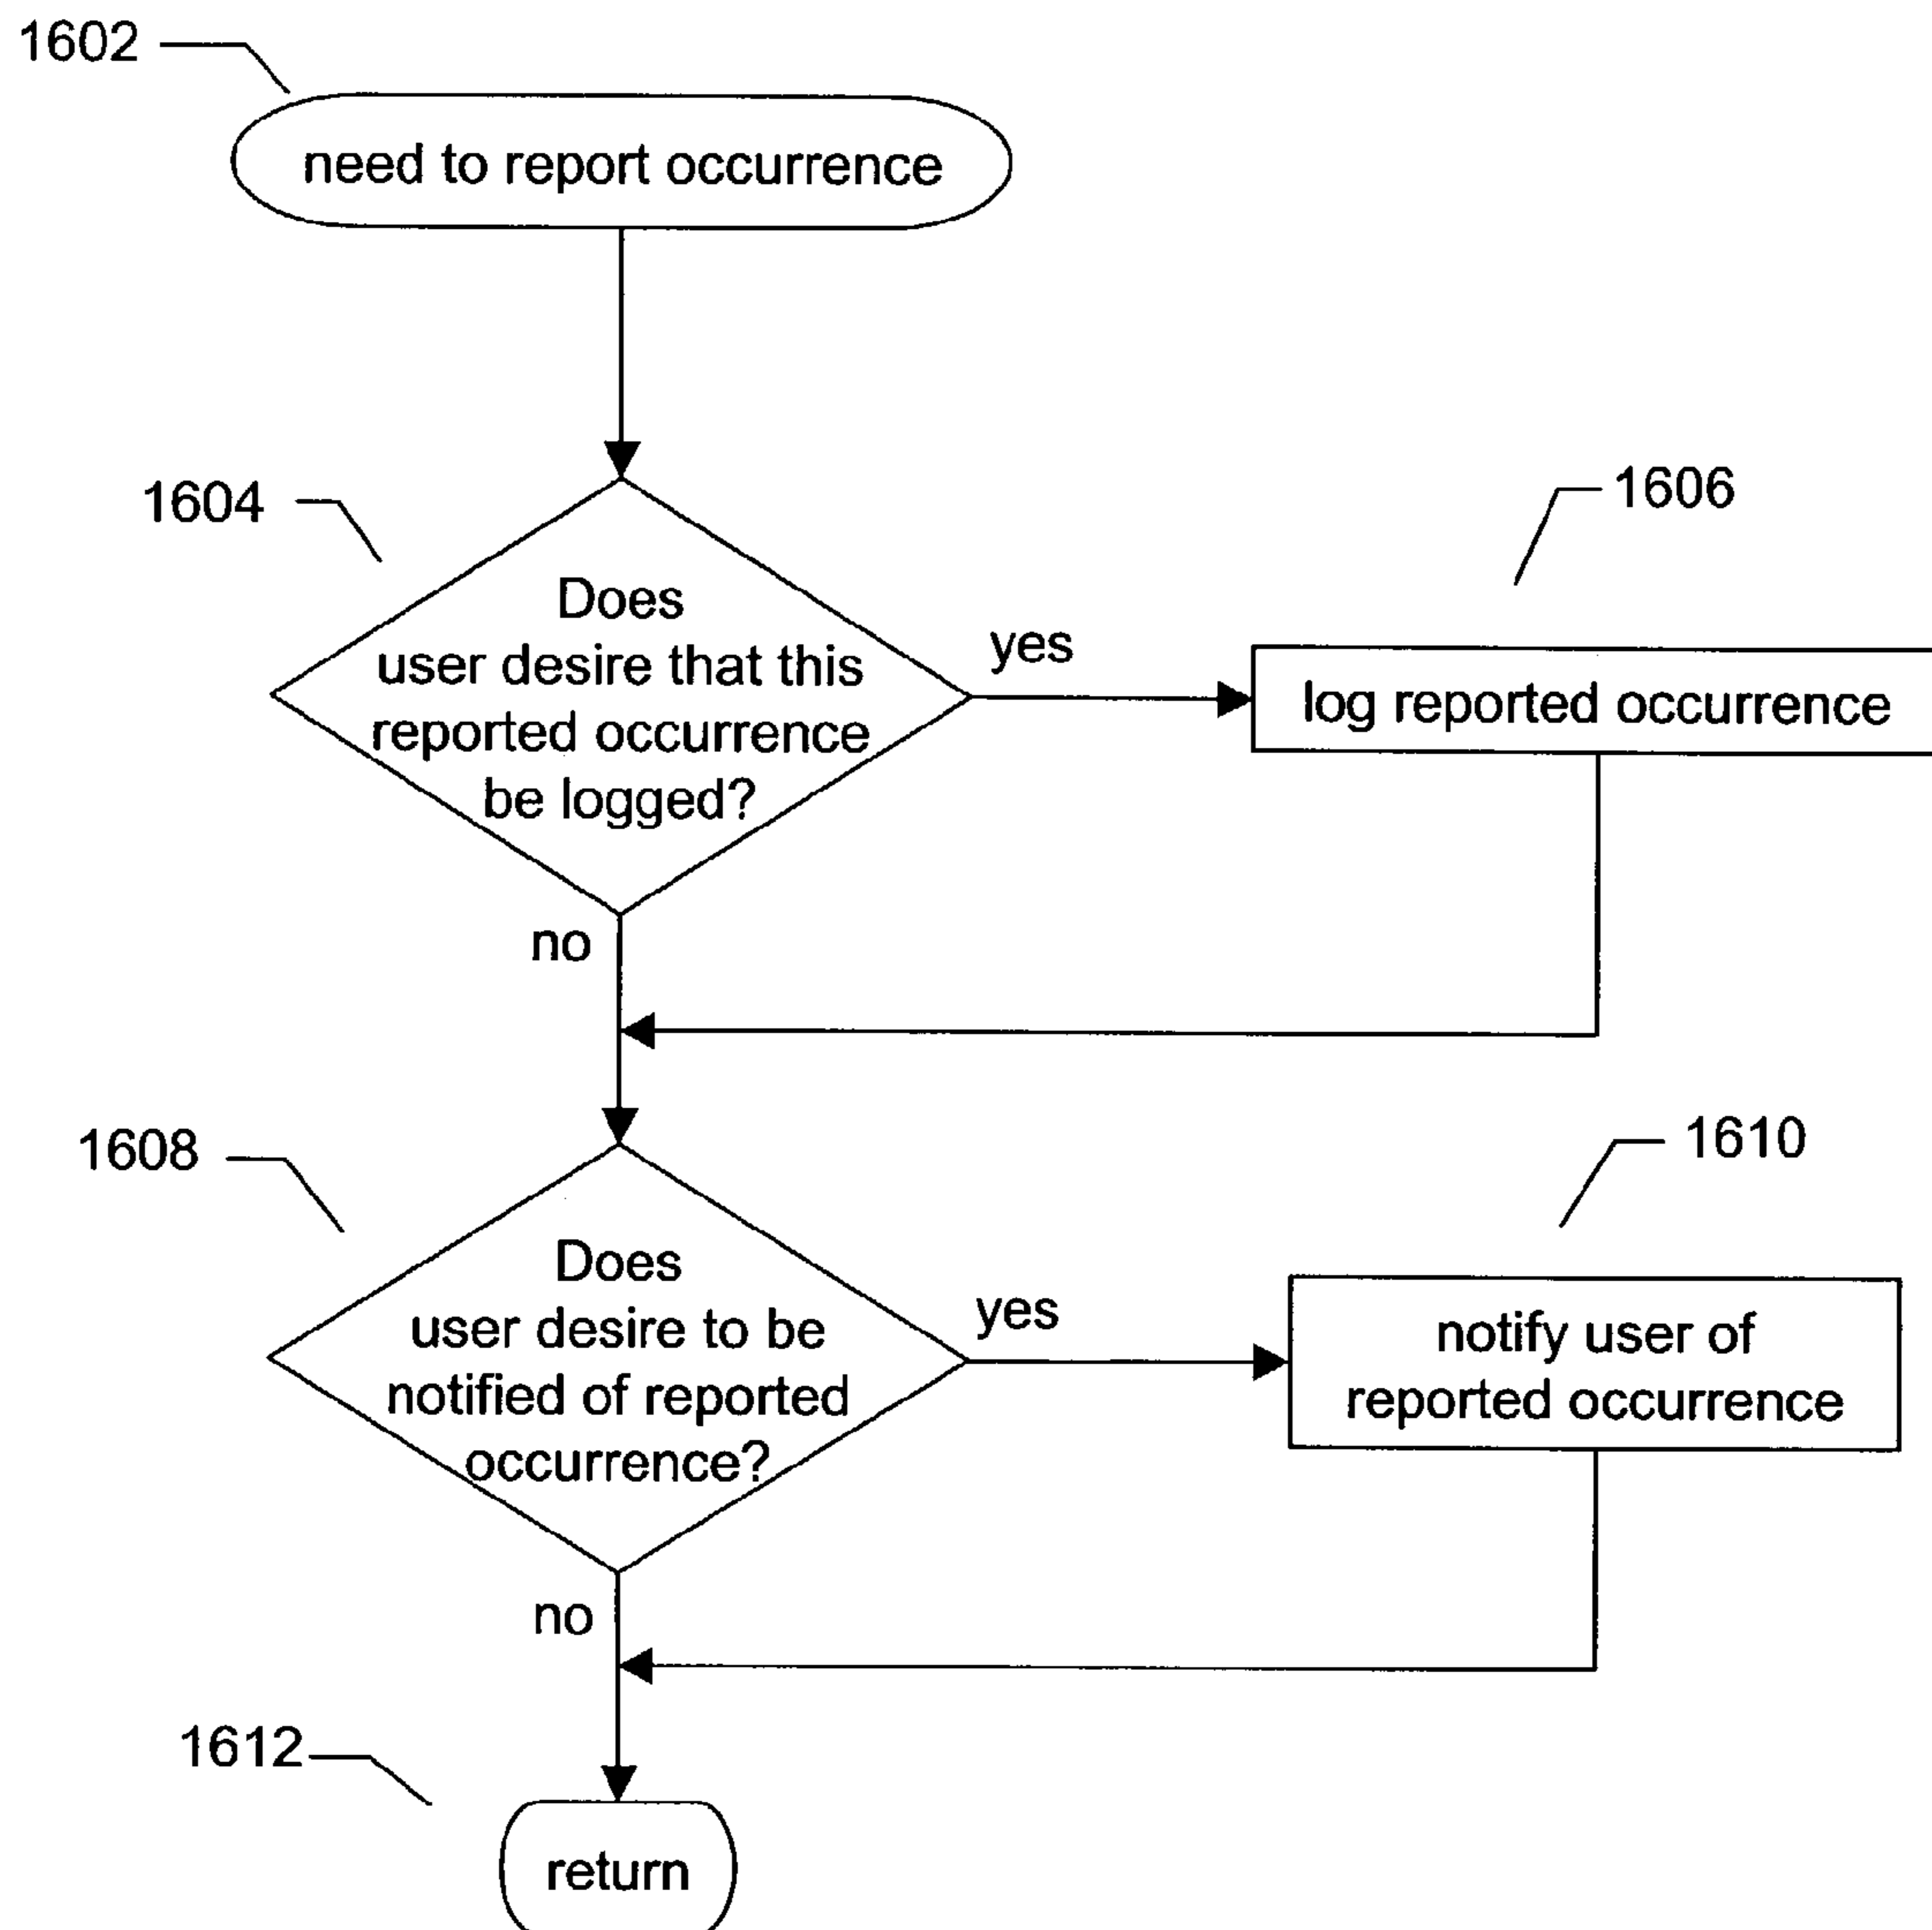 1602
need to report occurrence
1604
1606
Does
user desire that this
reported occurrence
be logged?
yes
log reported occurrence
no
1608
1610
Does
user desire to be
notified of reported
occurrence?
yes
notify user of
reported occurrence
no
1612
return